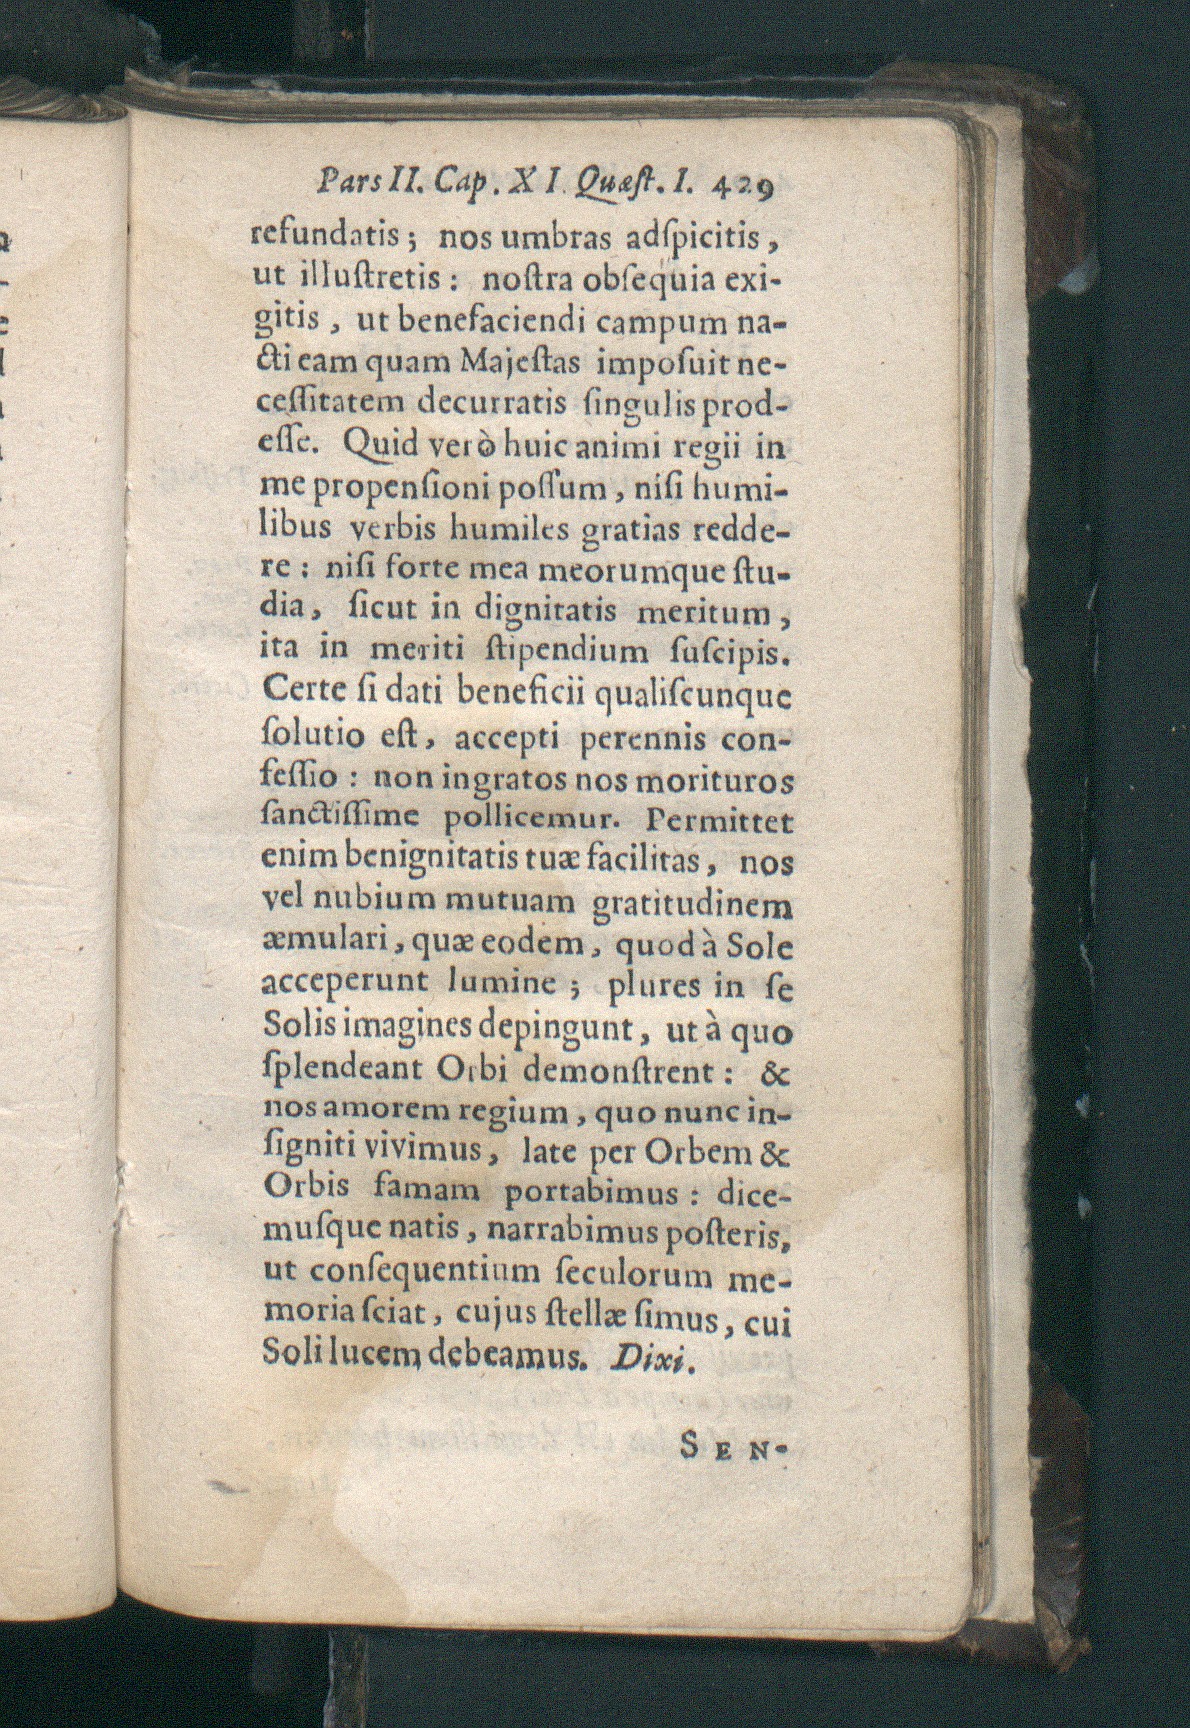 Pars II. Cap. XI. Quæſt. I. 429
refundatis; nos umbras adſpicitis,
ut illuſtretis: noſtra obſequia exi-
gitis, ut benefaciendi campum na-
cti eam quam Majeſtas impoſuit ne-
ceſſitatem decurratis ſingulis prod-
eſſe. Quid verò huic animi regii in
me propenſioni poſſum, niſi humi-
libus verbis humiles gratias redde-
re: niſi forte mea meorumque ſtu-
dia, ſicut in dignitatis meritum,
ita in meriti ſtipendium ſuſcipis.
Certe ſi dati beneficii qualiſcunque
ſolutio eſt, accepti perennis con-
feſſio: non ingratos nos morituros
ſanctiſſime pollicemur. Permittet
enim benignitatis tuæ facilitas, nos
vel nubium mutuam gratitudinem
æmulari, quæ eodem, quod à Sole
acceperunt lumine; plures in ſe
Solis imagines depingunt, ut à quo
ſplendeant Orbi demonſtrent: &
nos amorem regium, quo nunc in-
ſigniti vivimus, late per Orbem &
Orbis famam portabimus: dice-
muſque natis, narrabimus poſteris,
ut conſequentium ſeculorum me-
moria ſciat, cujus ſtellæ ſimus, cui
Soli lucem debeamus. Dixi.
SEN-